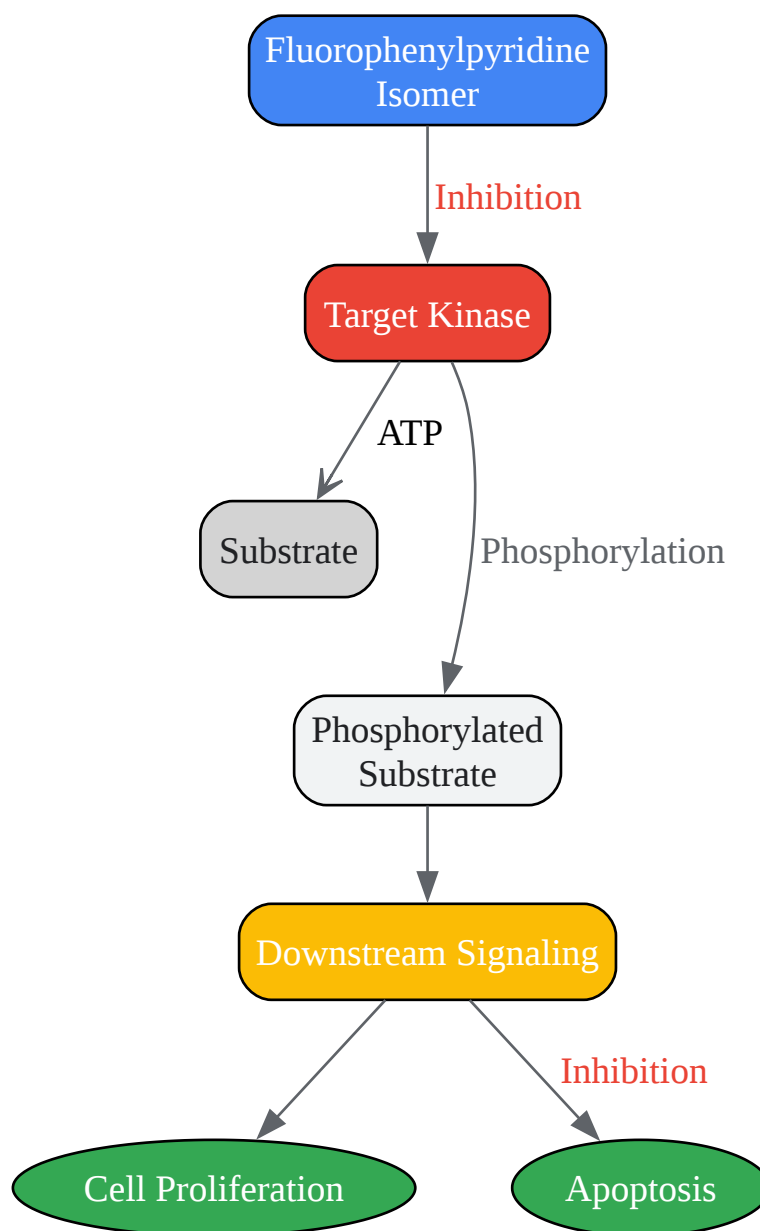 Fluorophenylpyridine
Isomer
Inhibition
Target Kinase
ATP
Substrate
Phosphorylation
Phosphorylated
Substrate
Downstream Signaling
Inhibition
Cell Proliferation
Apoptosis